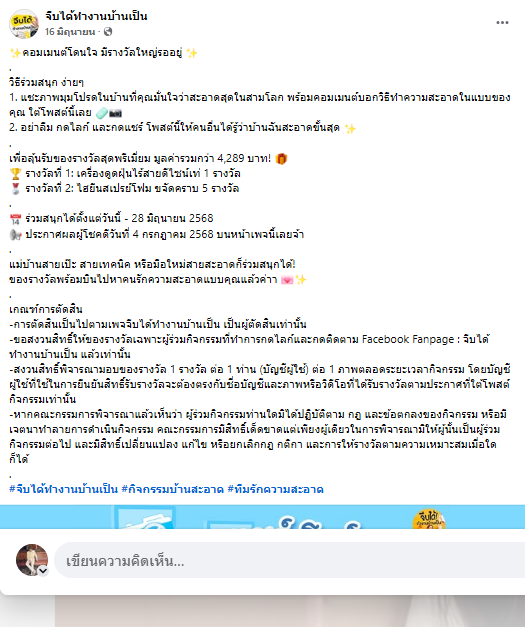 จีบได้ทำงานบ้านเป็น
16 มิถุนายน ·
✨คอมเมนต์โดนใจ มีรางวัลใหญ่รออยู่ ✨
.
วิธีร่วมสนุก ง่ายๆ
1. แชะภาพมุมโปรดในบ้านที่คุณมั่นใจว่าสะอาดสุดในสามโลก พร้อมคอมเมนต์บอกวิธีทำความสะอาดในแบบของ
คุณ ใต้โพสต์นี้เลย 🧼📸
2. อย่าลืม กดไลก์ และกดแชร์ โพสต์นี้ให้คนอื่นได้รู้ว่าบ้านฉันสะอาดขั้นสุด ✨
.
เพื่อลุ้นรับของรางวัลสุดพรีเมี่ยม มูลค่ารวมกว่า 4,289 บาท! 🎁
🏆 รางวัลที่ 1: เครื่องดูดฝุ่นไร้สายดีไซน์เท่ 1 รางวัล
🥈 รางวัลที่ 2: ไฮยีนสเปรย์โฟม ขจัดคราบ 5 รางวัล
.
📅 ร่วมสนุกได้ตั้งแต่วันนี้ - 28 มิถุนายน 2568
📢 ประกาศผลผู้โชคดีวันที่ 4 กรกฎาคม 2568 บนหน้าเพจนี้เลยจ้า
.
แม่บ้านสายเป๊ะ สายเทคนิค หรือมือใหม่สายสะอาดก็ร่วมสนุกได้!
ของรางวัลพร้อมบินไปหาคนรักความสะอาดแบบคุณแล้วค่าา 💌✨
.
เกณฑ์การตัดสิน
-การตัดสินเป็นไปตามเพจจีบได้ทำงานบ้านเป็น เป็นผู้ตัดสินเท่านั้น
-ขอสงวนสิทธิ์ให้ของรางวัลเฉพาะผู้ร่วมกิจกรรมที่ทำการกดไลก์และกดติดตาม Facebook Fanpage : จีบได้
ทำงานบ้านเป็น แล้วเท่านั้น
-สงวนสิทธิ์พิจารณามอบของรางวัล 1 รางวัล ต่อ 1 ท่าน (บัญชีผู้ใช้) ต่อ 1 ภาพตลอดระยะเวลากิจกรรม โดยบัญชี
ผู้ใช้ที่ใช้ในการยืนยันสิทธิ์รับรางวัลจะต้องตรงกับชื่อบัญชีและภาพหรือวิดีโอที่ได้รับรางวัลตามประกาศที่ใต้โพสต์
กิจกรรมเท่านั้น
-หากคณะกรรมการพิจารณาแล้วเห็นว่า ผู้ร่วมกิจกรรมท่านใดมิได้ปฏิบัติตาม กฎ และข้อตกลงของกิจกรรม หรือมี
เจตนาทำลายการดำเนินกิจกรรม คณะกรรมการมีสิทธิ์เด็ดขาดแต่เพียงผู้เดียวในการพิจารณามิให้ผู้นั้นเป็นผู้ร่วม
กิจกรรมต่อไป และมีสิทธิ์เปลี่ยนแปลง แก้ไข หรือยกเลิกกฎ กติกา และการให้รางวัลตามความเหมาะสมเมื่อใด
ก็ได้
.
#จีบได้ทำงานบ้านเป็น #กิจกรรมบ้านสะอาด #ทีมรักความสะอาด
เขียนความคิดเห็น...